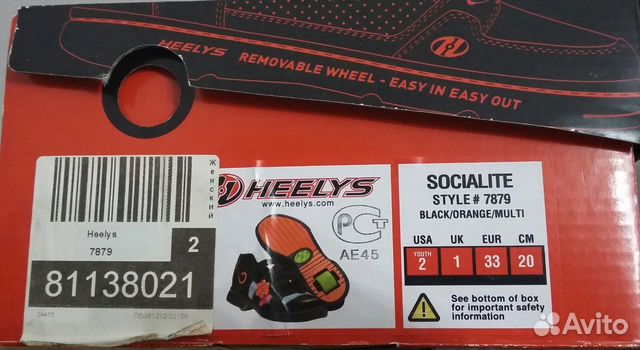 HEELYS REMOVABLE WHEEL - EASY IN EASY OUT
Женский
Heelys
7879
2
81138021
04455
HEELYS
www.heelys.com
РСТ
AE45
SOCIALITE
STYLE # 7879
BLACK/ORANGE/MULTI
USA UK EUR CM
YOUTH 2 1 33 20
See bottom of box
for important safety
information
Avito